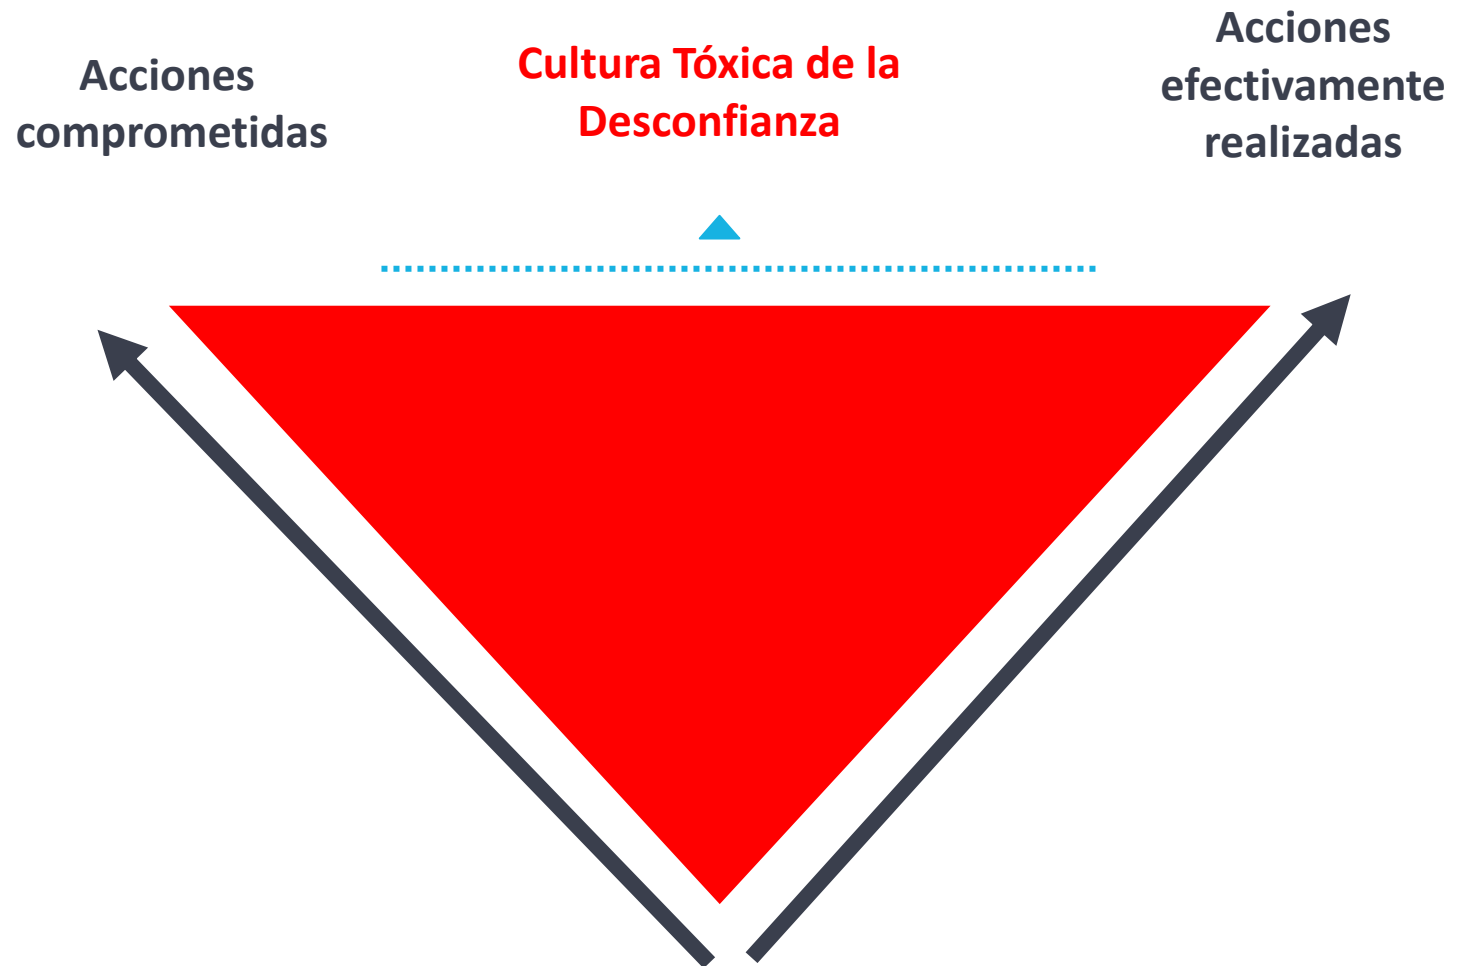 Acciones
comprometidas
Cultura Tóxica de la
Desconfianza
Acciones
efectivamente
realizadas